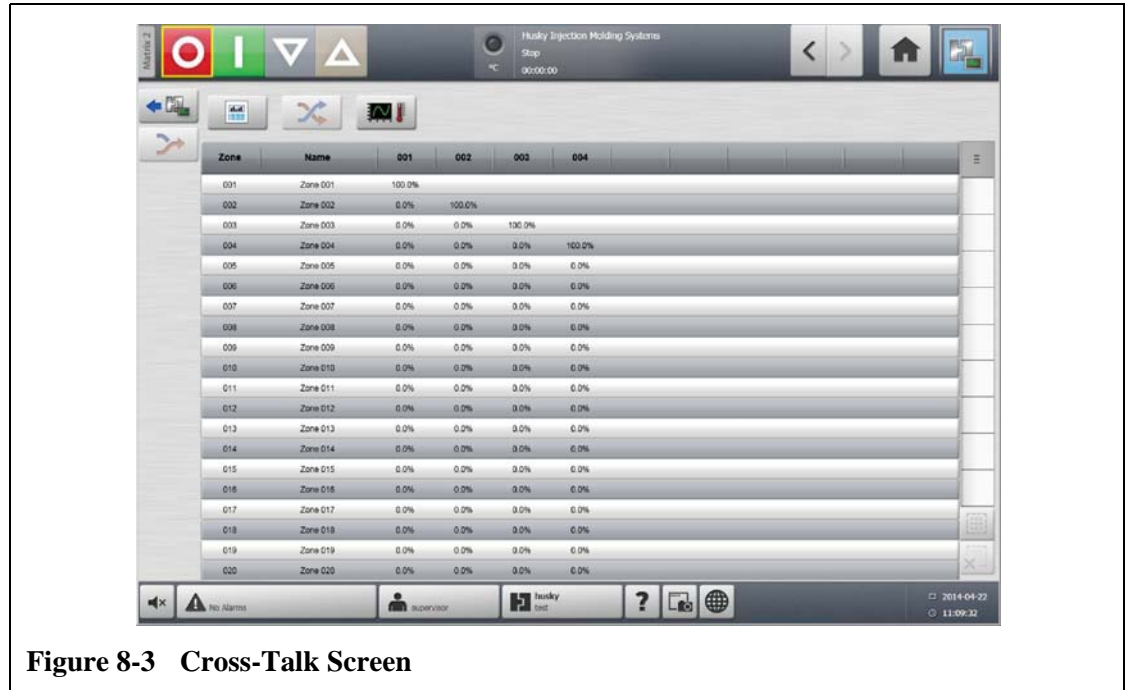 Matrix 2
Husky Injection Molding Systems
Stop
°C 00:00:00
Zone Name 001 002 003 004
001 Zone 001 100.0%
002 Zone 002 0.0% 100.0%
003 Zone 003 0.0% 0.0% 100.0%
004 Zone 004 0.0% 0.0% 0.0% 100.0%
005 Zone 005 0.0% 0.0% 0.0% 0.0%
006 Zone 006 0.0% 0.0% 0.0% 0.0%
007 Zone 007 0.0% 0.0% 0.0% 0.0%
008 Zone 008 0.0% 0.0% 0.0% 0.0%
009 Zone 009 0.0% 0.0% 0.0% 0.0%
010 Zone 010 0.0% 0.0% 0.0% 0.0%
011 Zone 011 0.0% 0.0% 0.0% 0.0%
012 Zone 012 0.0% 0.0% 0.0% 0.0%
013 Zone 013 0.0% 0.0% 0.0% 0.0%
014 Zone 014 0.0% 0.0% 0.0% 0.0%
015 Zone 015 0.0% 0.0% 0.0% 0.0%
016 Zone 016 0.0% 0.0% 0.0% 0.0%
017 Zone 017 0.0% 0.0% 0.0% 0.0%
018 Zone 018 0.0% 0.0% 0.0% 0.0%
019 Zone 019 0.0% 0.0% 0.0% 0.0%
020 Zone 020 0.0% 0.0% 0.0% 0.0%
No Alarms
supervisor
husky
test
?
2014-04-22
11:09:32
Figure 8-3 Cross-Talk Screen